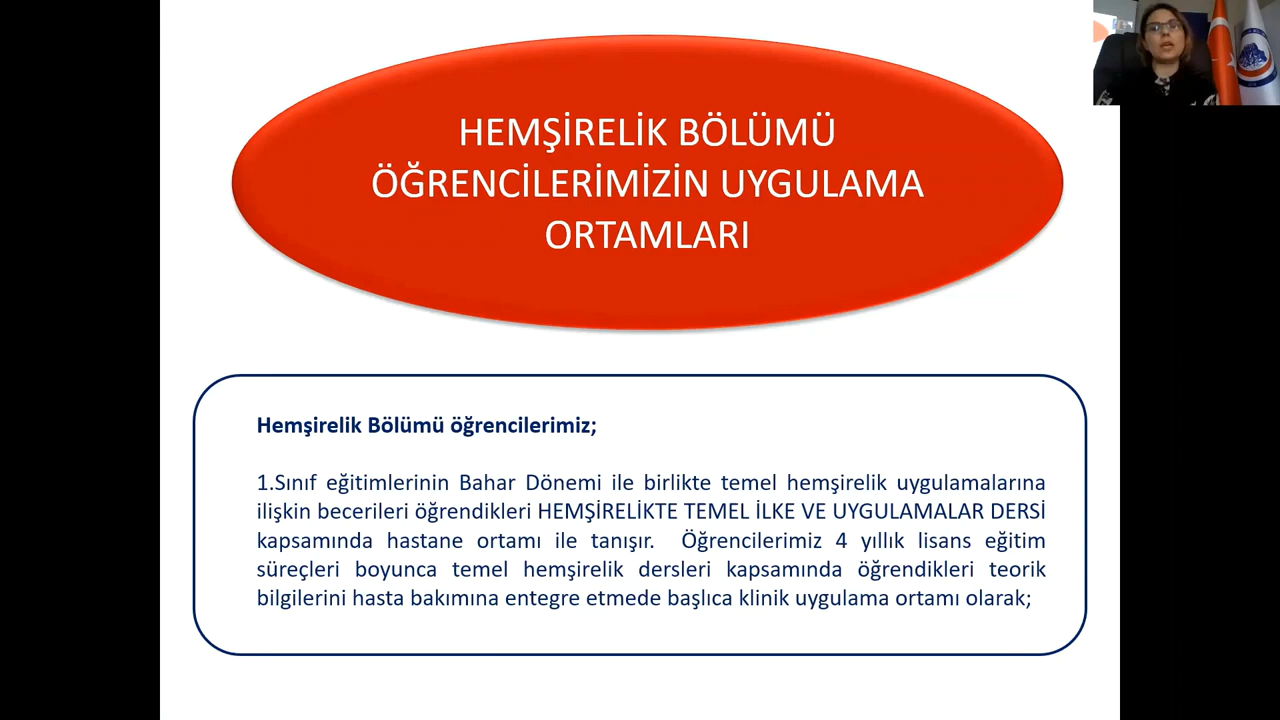 HEMŞİRELİK BÖLÜMÜ
ÖĞRENCİLERİMİZİN UYGULAMA
ORTAMLARI
Hemşirelik Bölümü öğrencilerimiz;
1.Sınıf eğitimlerinin Bahar Dönemi ile birlikte temel hemşirelik uygulamalarına
ilişkin becerileri öğrendikleri HEMŞİRELİKTE TEMEL İLKE VE UYGULAMALAR DERSİ
kapsamında hastane ortamı ile tanışır. Öğrencilerimiz 4 yıllık lisans eğitim
süreçleri boyunca temel hemşirelik dersleri kapsamında öğrendikleri teorik
bilgilerini hasta bakımına entegre etmede başlıca klinik uygulama ortamı olarak;